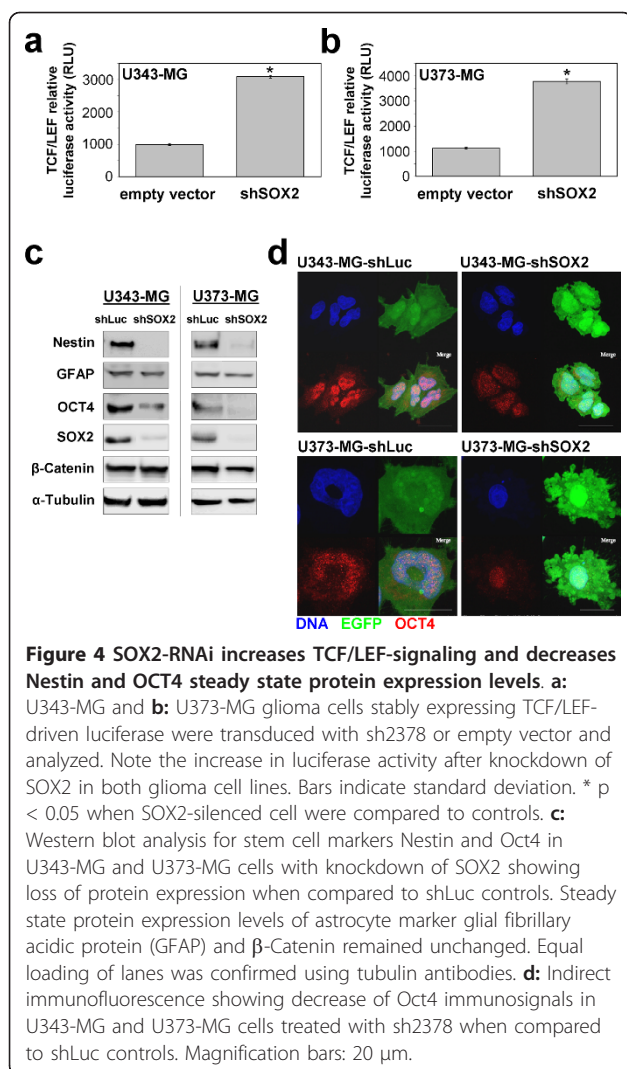 a
TCF/LEF relative
luciferase activity (RLU)
U343-MG
*
3000
2000
1000
0
empty vector
shSOX2
b
TCF/LEF relative
luciferase activity (RLU)
U373-MG
*
4000
3000
2000
1000
0
empty vector
shSOX2
c
U343-MG
U373-MG
shLuc shSOX2
shLuc shSOX2
Nestin
GFAP
OCT4
SOX2
β-Catenin
α-Tubulin
d
U343-MG-shLuc
U343-MG-shSOX2
Merge
Merge
U373-MG-shLuc
U373-MG-shSOX2
Merge
Merge
DNA EGFP OCT4
Figure 4 SOX2-RNAi increases TCF/LEF-signaling and decreases
Nestin and OCT4 steady state protein expression levels. a:
U343-MG and b: U373-MG glioma cells stably expressing TCF/LEF-
driven luciferase were transduced with sh2378 or empty vector and
analyzed. Note the increase in luciferase activity after knockdown of
SOX2 in both glioma cell lines. Bars indicate standard deviation. * p
< 0.05 when SOX2-silenced cell were compared to controls. c:
Western blot analysis for stem cell markers Nestin and Oct4 in
U343-MG and U373-MG cells with knockdown of SOX2 showing
loss of protein expression when compared to shLuc controls. Steady
state protein expression levels of astrocyte marker glial fibrillary
acidic protein (GFAP) and β-Catenin remained unchanged. Equal
loading of lanes was confirmed using tubulin antibodies. d: Indirect
immunofluorescence showing decrease of Oct4 immunosignals in
U343-MG and U373-MG cells treated with sh2378 when compared
to shLuc controls. Magnification bars: 20 μm.